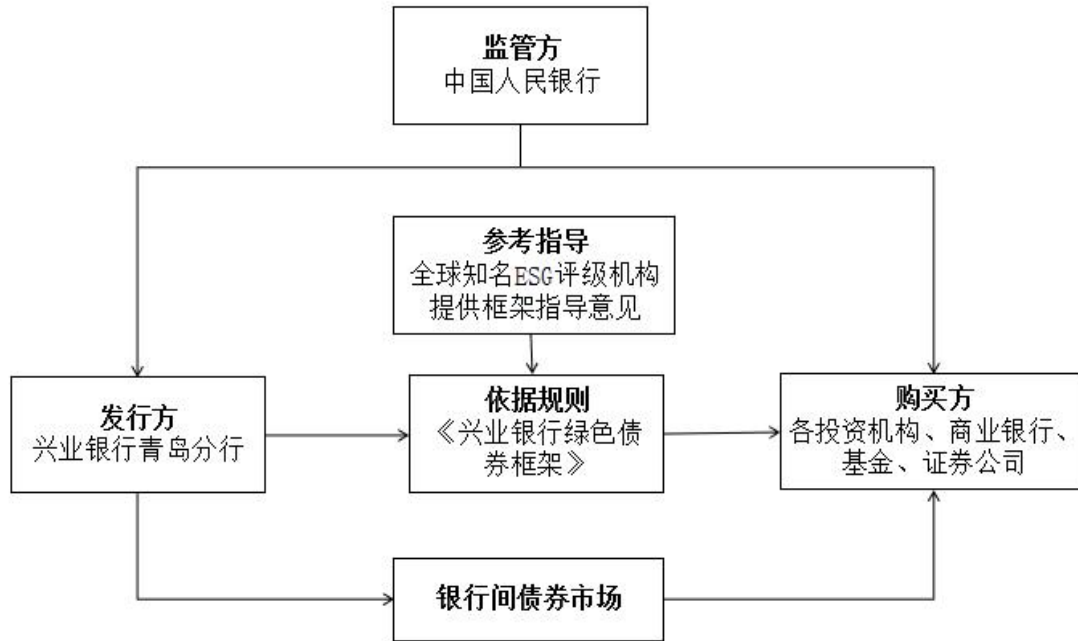 监管方
中国人民银行
参考指导
全球知名ESG评级机构
提供框架指导意见
发行方
兴业银行青岛分行
依据规则
《兴业银行绿色债
券框架》
购买方
各投资机构、商业银行、
基金、证券公司
银行间债券市场